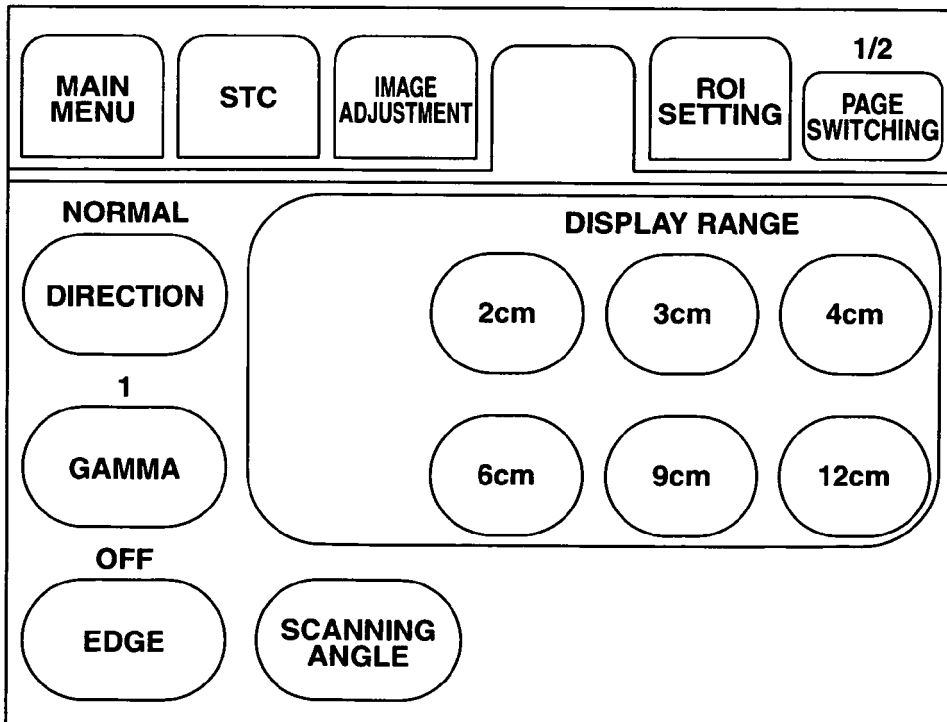 MAIN
MENU
STC
IMAGE
ADJUSTMENT
ROI
SETTING
1/2
PAGE
SWITCHING
NORMAL
DIRECTION
1
GAMMA
OFF
EDGE
DISPLAY RANGE
2cm
3cm
4cm
6cm
9cm
12cm
SCANNING
ANGLE